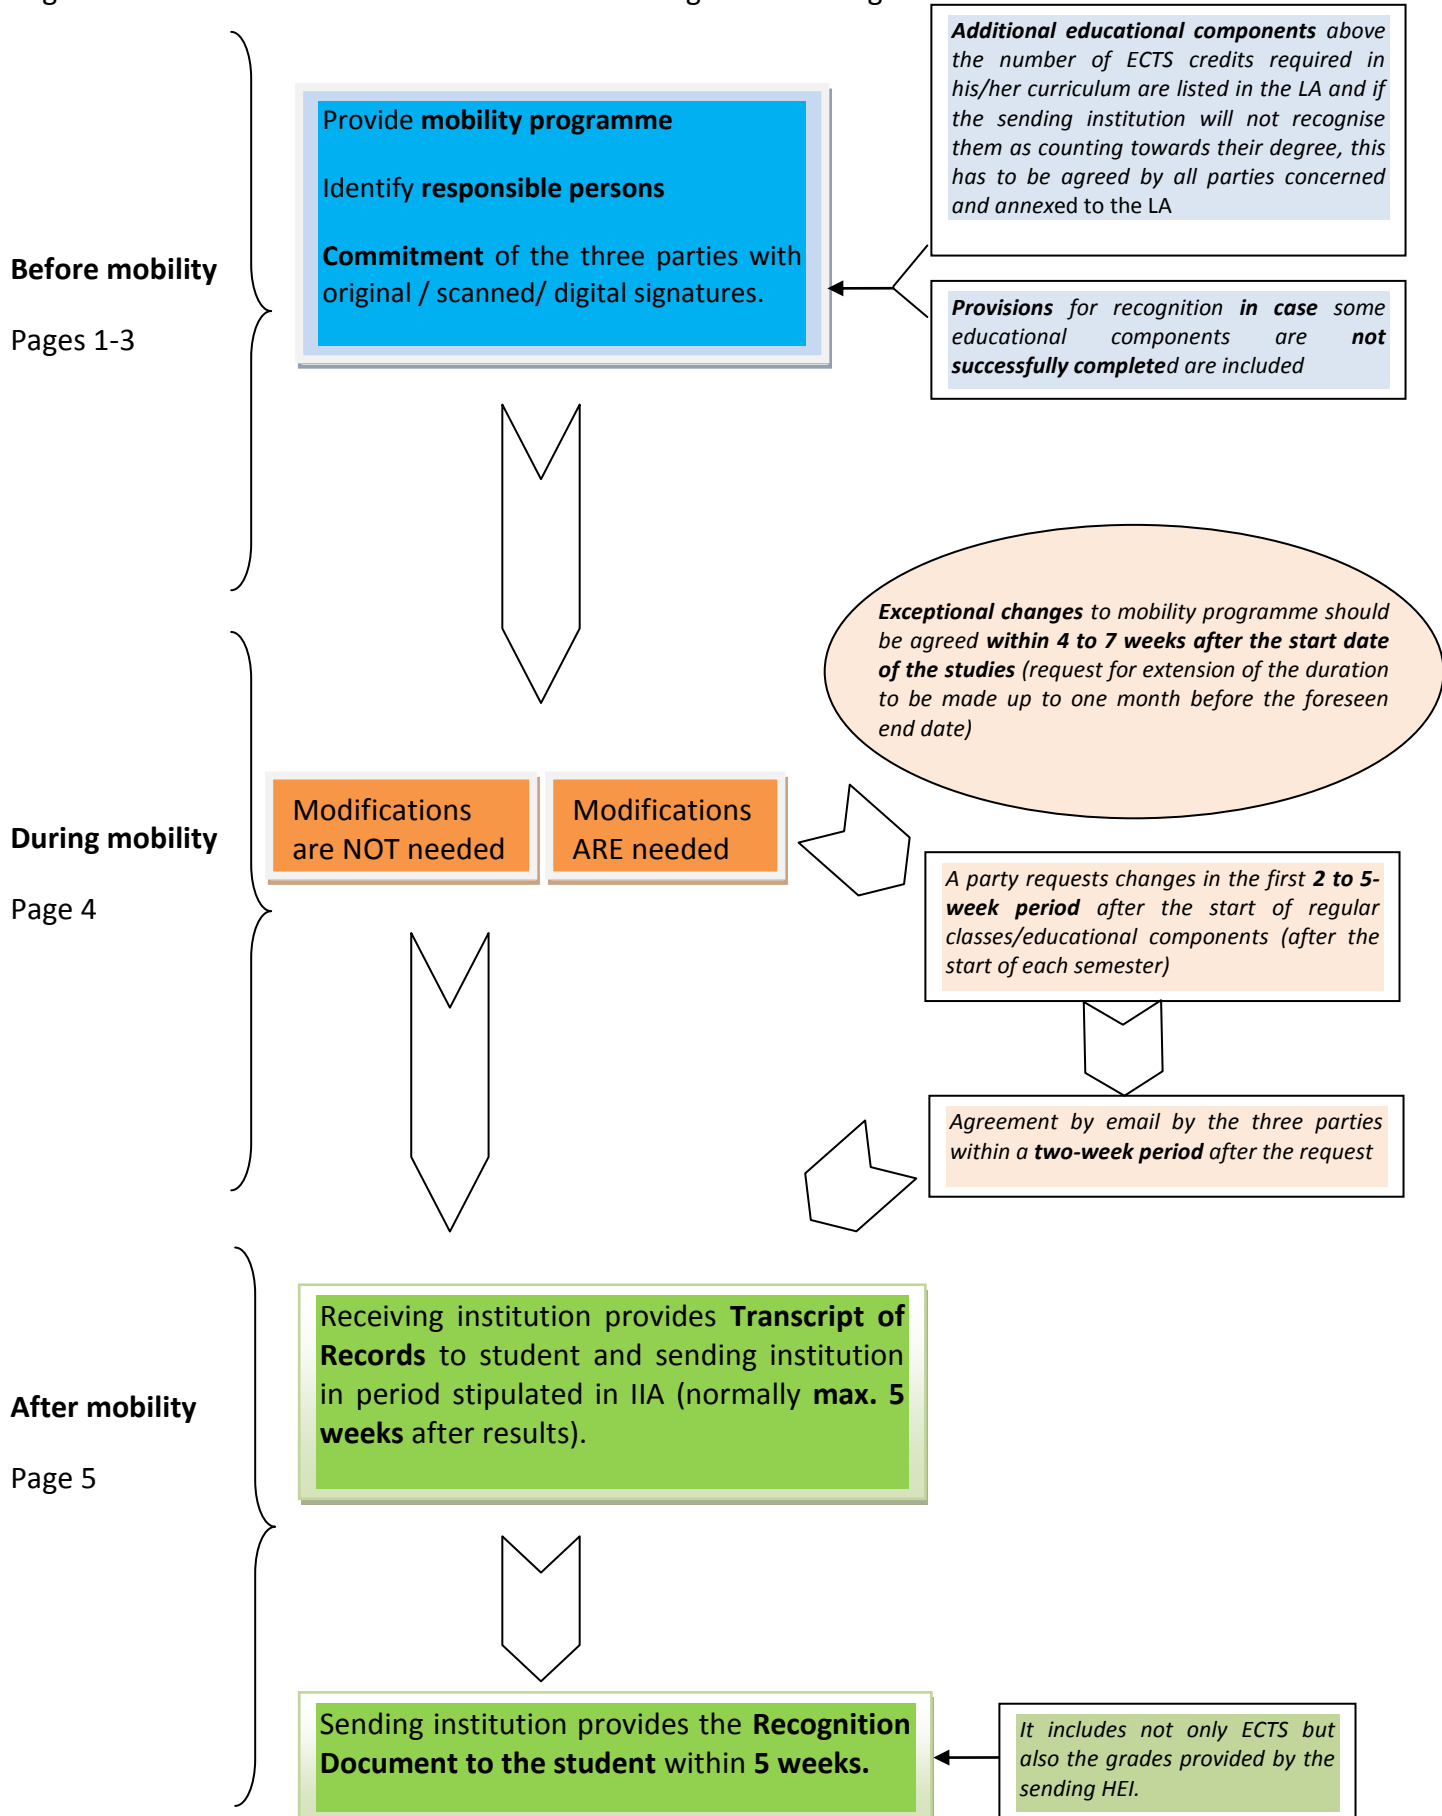 Before mobility
Pages 1-3
Provide mobility programme
Identify responsible persons
Commitment of the three parties with
original / scanned/ digital signatures.
Additional educational components above
the number of ECTS credits required in
his/her curriculum are listed in the LA and if
the sending institution will not recognise
them as counting towards their degree, this
has to be agreed by all parties concerned
and annexed to the LA
Provisions for recognition in case some
educational components are not
successfully completed are included
During mobility
Page 4
Modifications
are NOT needed
Modifications
ARE needed
Exceptional changes to mobility programme should
be agreed within 4 to 7 weeks after the start date
of the studies (request for extension of the duration
to be made up to one month before the foreseen
end date)
A party requests changes in the first 2 to 5-
week period after the start of regular
classes/educational components (after the
start of each semester)
Agreement by email by the three parties
within a two-week period after the request
After mobility
Page 5
Receiving institution provides Transcript of
Records to student and sending institution
in period stipulated in IIA (normally max. 5
weeks after results).
Sending institution provides the Recognition
Document to the student within 5 weeks.
It includes not only ECTS but
also the grades provided by the
sending HEI.